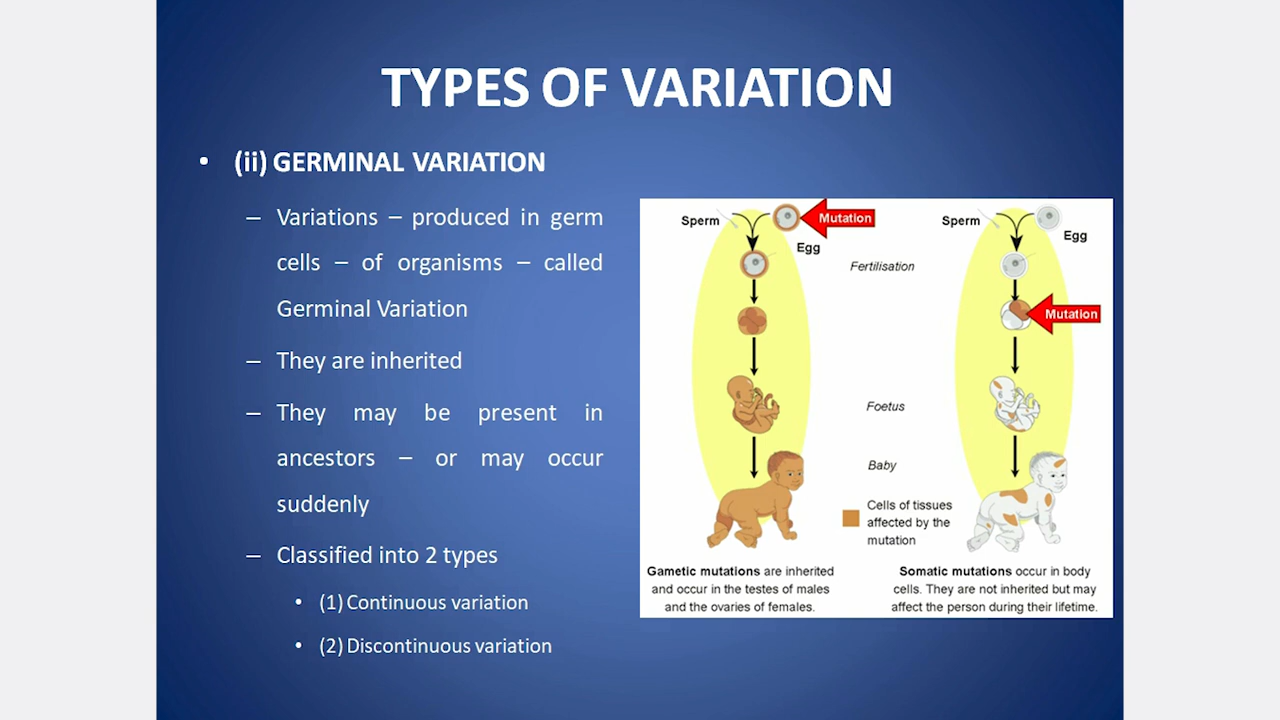 TYPES OF VARIATION
• (ii) GERMINAL VARIATION
– Variations – produced in germ
cells – of organisms – called
Germinal Variation
– They are inherited
– They may be present in
ancestors – or may occur
suddenly
– Classified into 2 types
• (1) Continuous variation
• (2) Discontinuous variation
Sperm
Mutation
Egg
Sperm
Egg
Fertilisation
Mutation
Foetus
Baby
Cells of tissues
affected by the
mutation
Gametic mutations are inherited
and occur in the testes of males
and the ovaries of females.
Somatic mutations occur in body
cells. They are not inherited but may
affect the person during their lifetime.